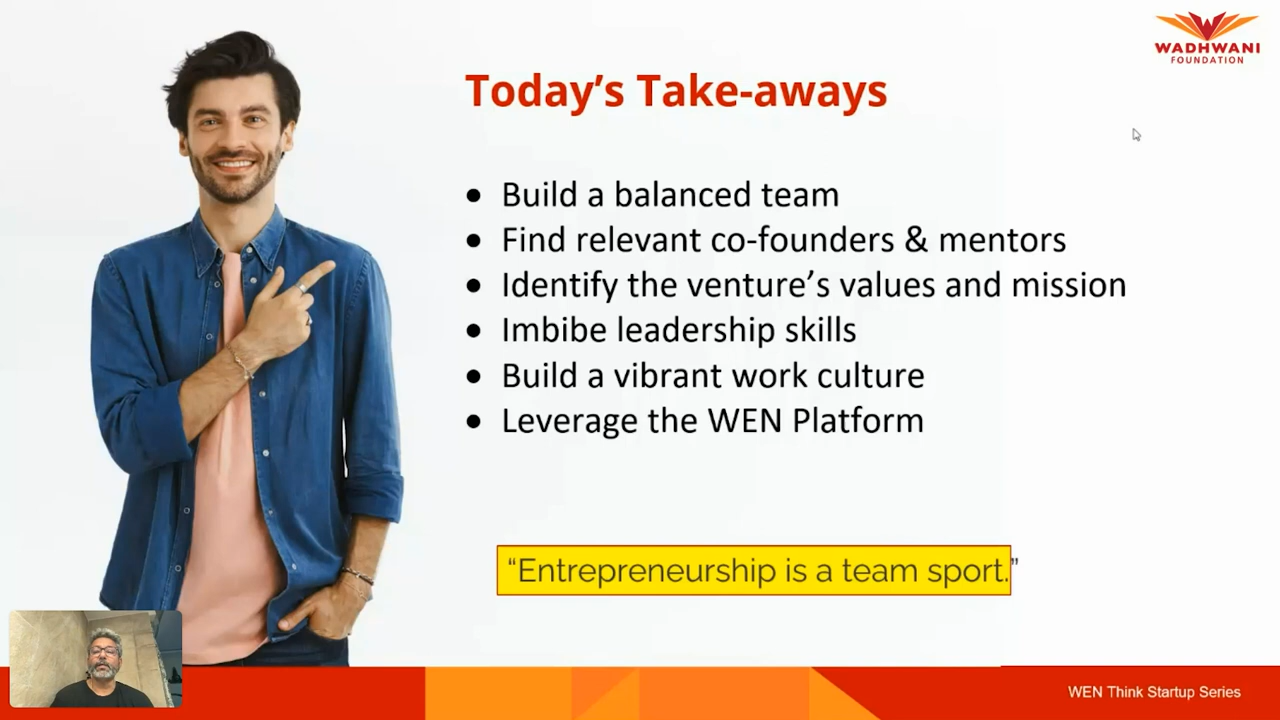 WADHWANI
FOUNDATION
Today’s Take-aways
• Build a balanced team
• Find relevant co-founders & mentors
• Identify the venture’s values and mission
• Imbibe leadership skills
• Build a vibrant work culture
• Leverage the WEN Platform
“Entrepreneurship is a team sport.”
WEN Think Startup Series